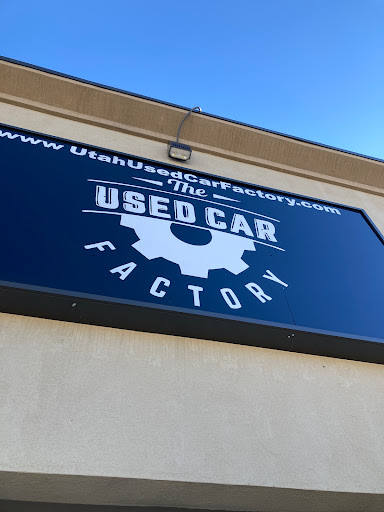 www UtahUsedCarFactory.com
The
USED CAR
FACTORY